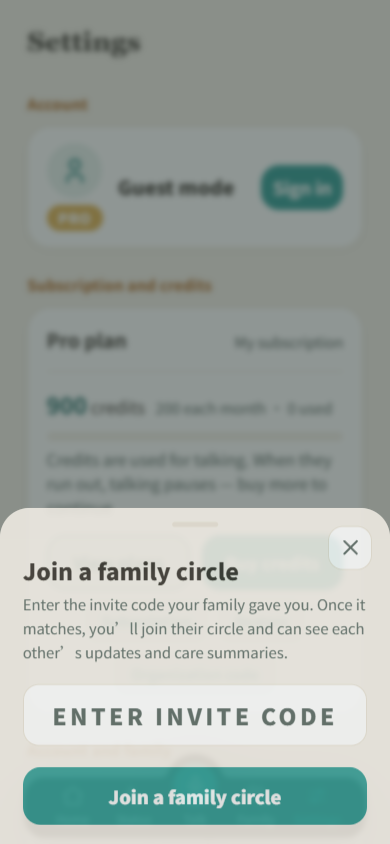 Settings
Account
Guest mode
Sign in
PRO
Subscription and credits
Pro plan
My subscription
900 credits 200 each month • 0 used
Credits are used for talking. When they
run out, talking pauses — buy more to
continue.
Join a family circle
Enter the invite code your family gave you. Once it
matches, you’ll join their circle and can see each
other’s updates and care summaries.
ENTER INVITE CODE
Join a family circle